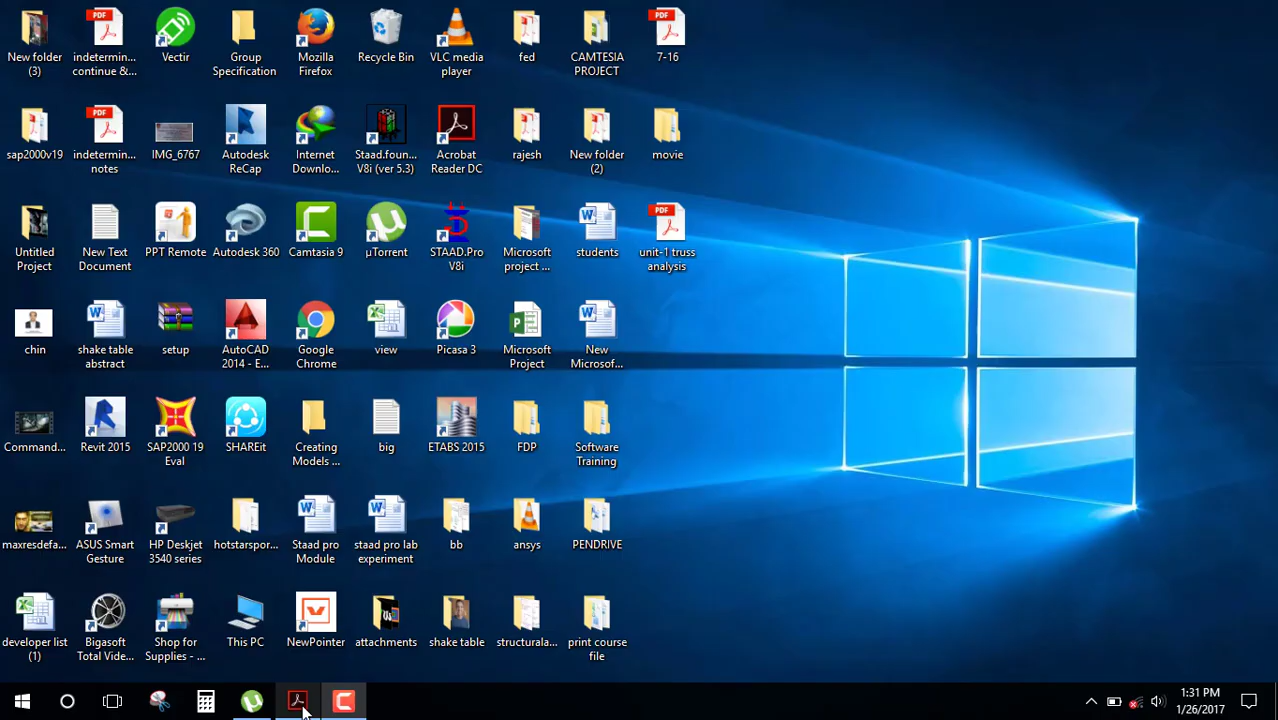 New folder
(3)
indetermin...
continue &...
Vectir
Group
Specification
Mozilla
Firefox
Recycle Bin
VLC media
player
fed
CAMTESIA
PROJECT
PDF
7-16
sap2000v19
PDF
indetermin...
notes
IMG_6767
Autodesk
ReCap
Internet
Downlo...
Staad.foun...
V8i (ver 5.3)
Acrobat
Reader DC
rajesh
New folder
(2)
movie
Untitled
Project
New Text
Document
PPT Remote
Autodesk 360
Camtasia 9
µTorrent
STAAD.Pro
V8i
Microsoft
project ...
students
PDF
unit-1 truss
analysis
chin
shake table
abstract
setup
AutoCAD
2014 - E...
Google
Chrome
view
Picasa 3
Microsoft
Project
New
Microsof...
Command...
Revit 2015
SAP2000 19
Eval
SHAREit
Creating
Models ...
big
ETABS 2015
FDP
Software
Training
maxresdefa...
ASUS Smart
Gesture
HP Deskjet
3540 series
hotstarspor...
Staad pro
Module
staad pro lab
experiment
bb
ansys
PENDRIVE
developer list
(1)
Bigasoft
Total Vide...
Shop for
Supplies - ...
This PC
NewPointer
attachments
shake table
structurala...
print course
file
1:31 PM
1/26/2017